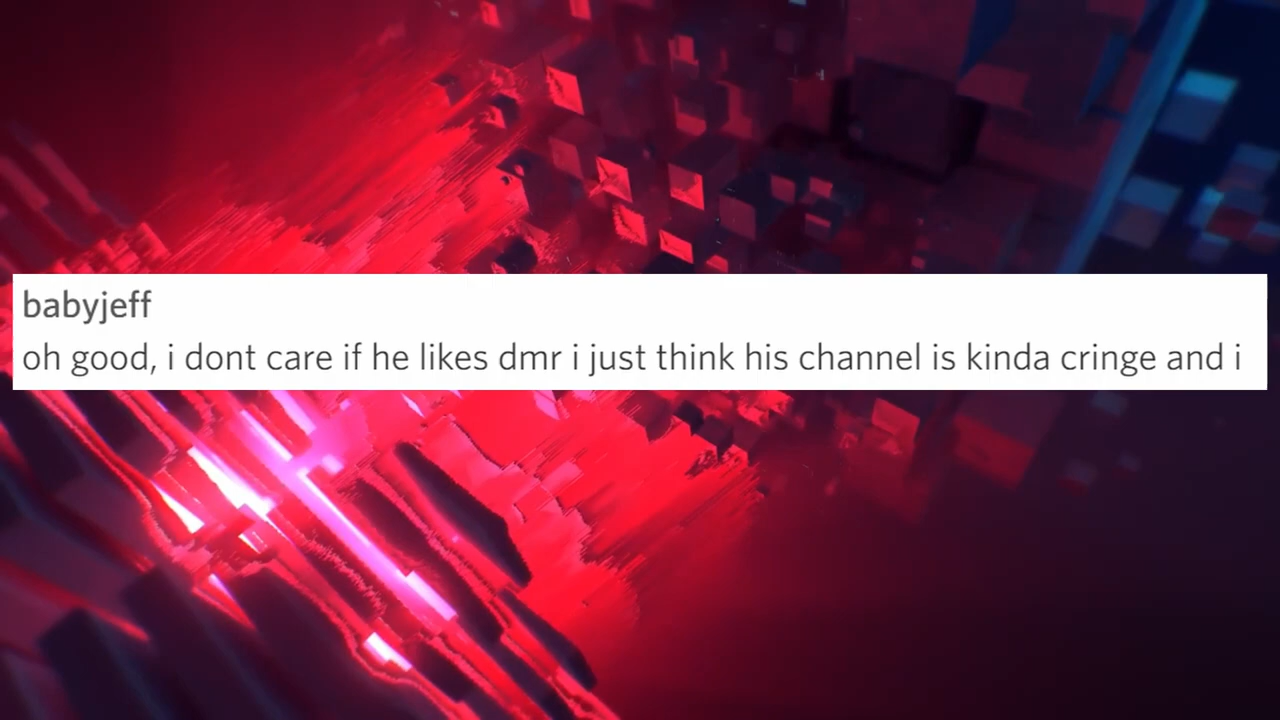 babyjeff
oh good, i dont care if he likes dmr i just think his channel is kinda cringe and i